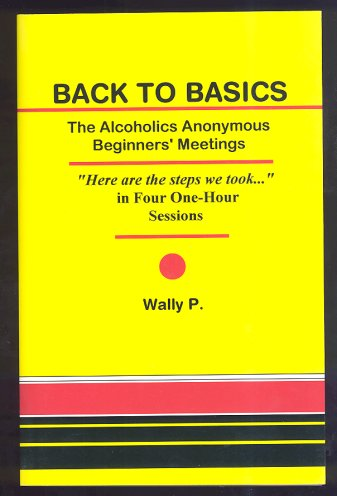 BACK TO BASICS
The Alcoholics Anonymous
Beginners' Meetings
"Here are the steps we took..."
in Four One-Hour
Sessions
Wally P.